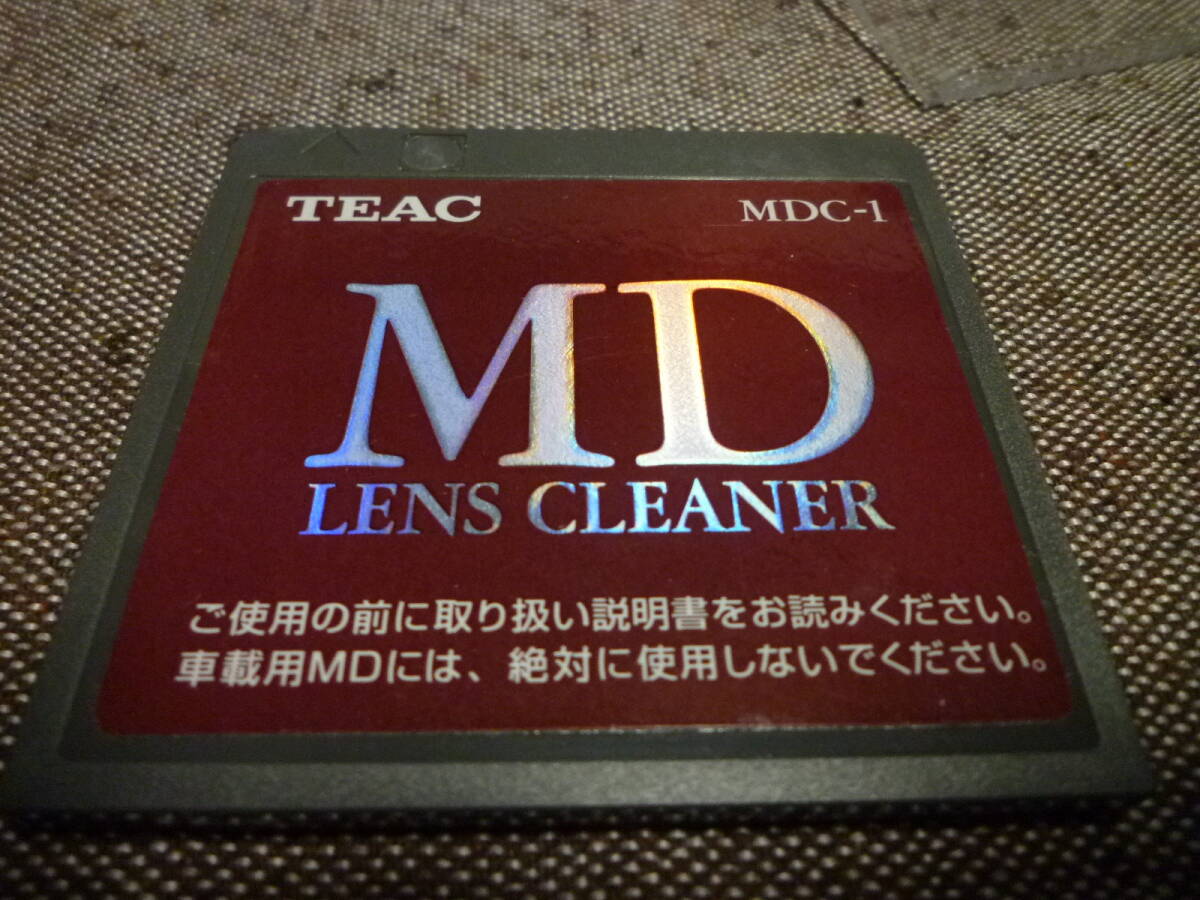 TEAC MDC-1
MD
LENS CLEANER
ご使用の前に取り扱い説明書をお読みください。
車載用MDには、絶対に使用しないでください。